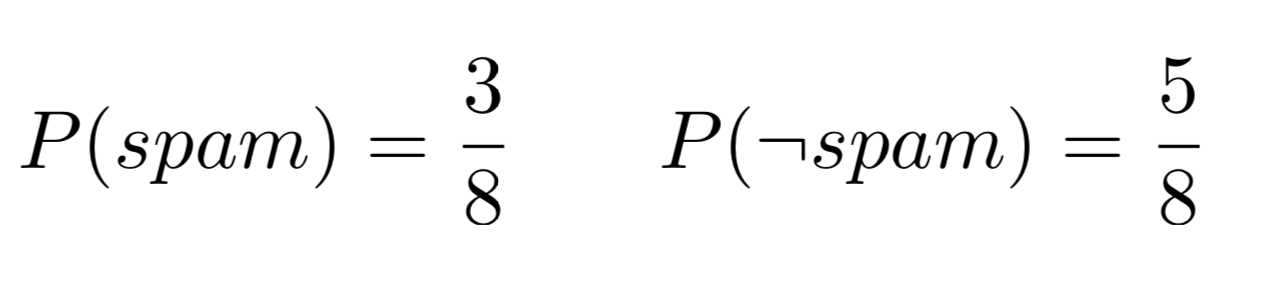 P(spam) = 3/8    P(¬spam) = 5/8